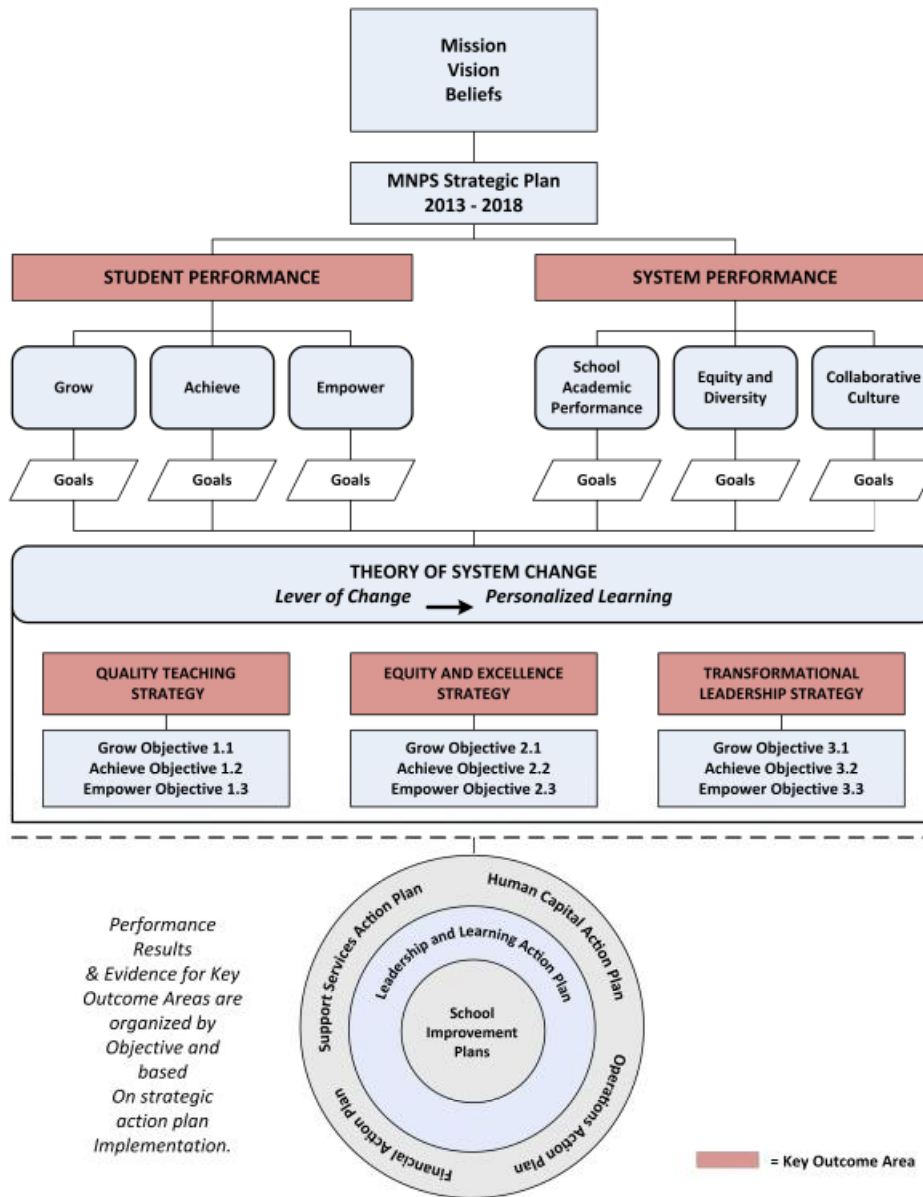 Mission
Vision
Beliefs
MNPS Strategic Plan
2013 - 2018
STUDENT PERFORMANCE
SYSTEM PERFORMANCE
Grow
Achieve
Empower
School
Academic
Performance
Equity and
Diversity
Collaborative
Culture
Goals
Goals
Goals
Goals
Goals
Goals
THEORY OF SYSTEM CHANGE
Lever of Change → Personalized Learning
QUALITY TEACHING
STRATEGY
EQUITY AND EXCELLENCE
STRATEGY
TRANSFORMATIONAL
LEADERSHIP STRATEGY
Grow Objective 1.1
Achieve Objective 1.2
Empower Objective 1.3
Grow Objective 2.1
Achieve Objective 2.2
Empower Objective 2.3
Grow Objective 3.1
Achieve Objective 3.2
Empower Objective 3.3
Performance
Results
& Evidence for Key
Outcome Areas are
organized by
Objective and
based
On strategic
action plan
Implementation.
Support Services Action Plan
Human Capital Action Plan
Leadership and Learning Action Plan
School
Improvement
Plans
Financial Action Plan
Operations Action Plan
= Key Outcome Area